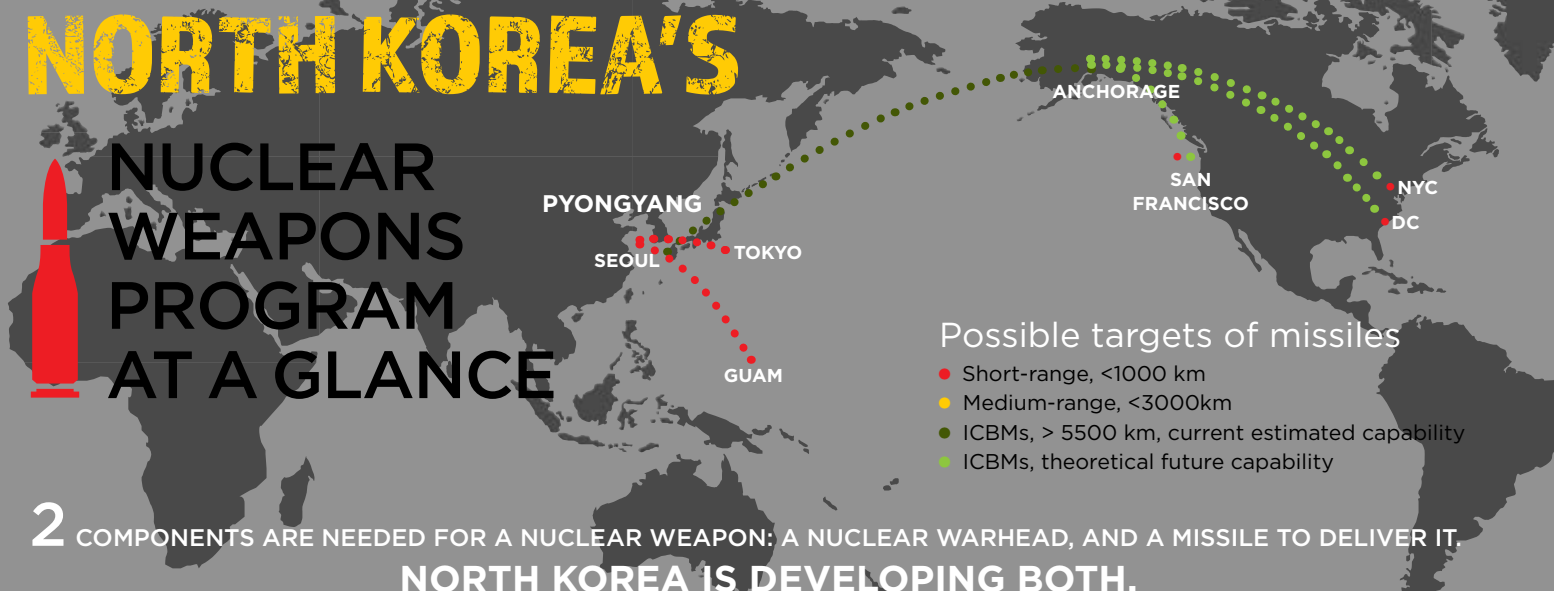 NORTH KOREA'S
NUCLEAR
WEAPONS
PROGRAM
AT A GLANCE
ANCHORAGE
SAN
FRANCISCO
NYC
DC
PYONGYANG
SEOUL
TOKYO
GUAM
Possible targets of missiles
Short-range, <1000 km
Medium-range, <3000km
ICBMs, > 5500 km, current estimated capability
ICBMs, theoretical future capability
2 COMPONENTS ARE NEEDED FOR A NUCLEAR WEAPON: A NUCLEAR WARHEAD, AND A MISSILE TO DELIVER IT.
NORTH KOREA IS DEVELOPING BOTH.